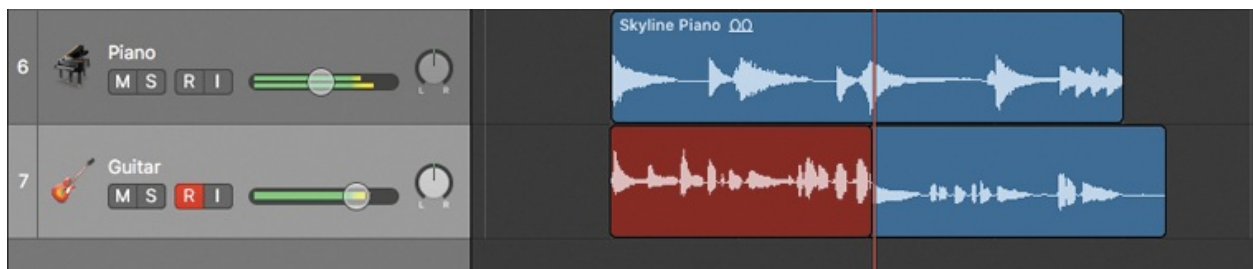 Skyline Piano
6
Piano
M S R I
L R
7
Guitar
M S R I
L R